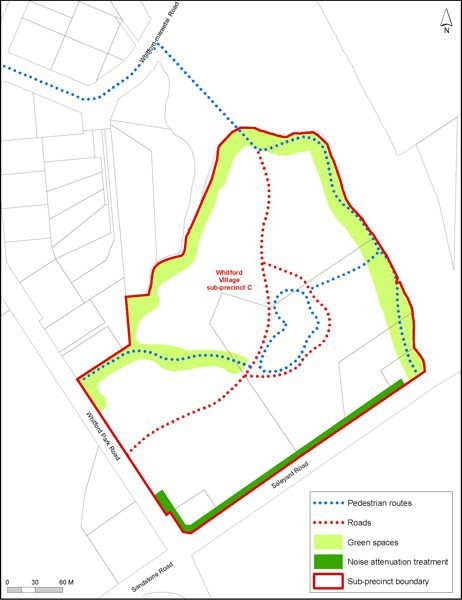 Whitford-maraetai Road
N
Whitford
Village
sub-precinct C
Whitford Park Road
Saleyard Road
Sandstone Road
Pedestrian routes
Roads
Green spaces
Noise attenuation treatment
Sub-precinct boundary
0 30 60 M